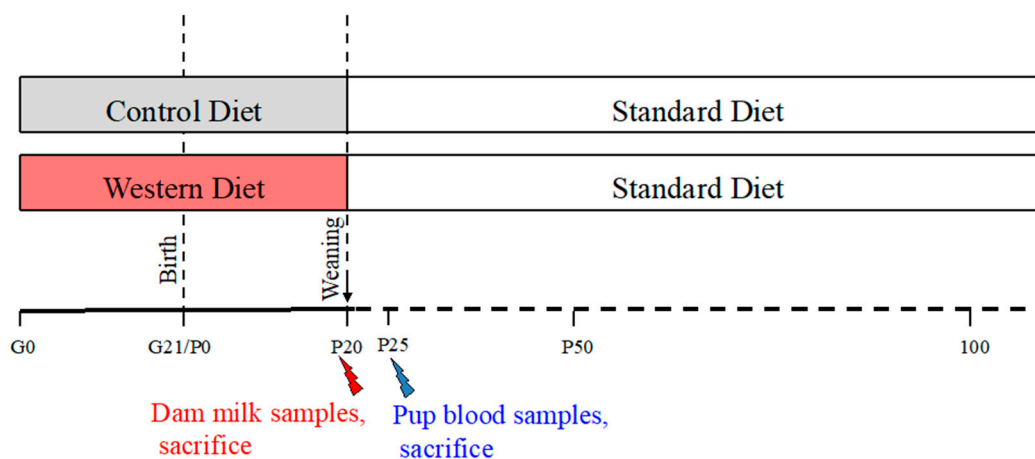 Control Diet
Standard Diet
Western Diet
Standard Diet
Birth
Weaning
G0
G21/P0
P20
P25
P50
100
Dam milk samples,
sacrifice
Pup blood samples,
sacrifice